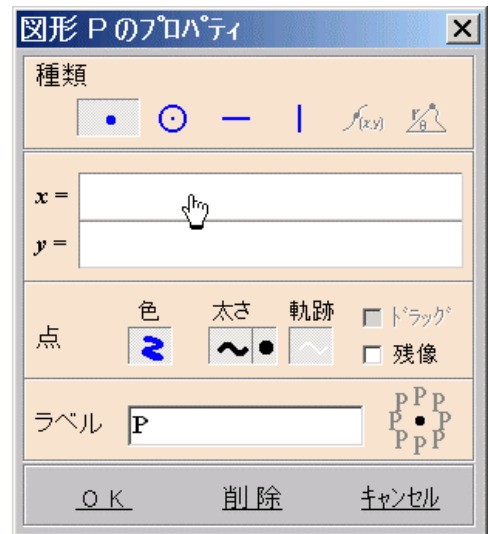 図形 P のﾌﾟﾛﾊﾟﾃｨ
種類
(x,y) r θ
x =
y =
点 色 太さ 軌跡 ﾄﾞﾗｯｸﾞ
残像
ラベル P
P P P
P P
P P P
ＯＫ 削除 ｷｬﾝｾﾙ